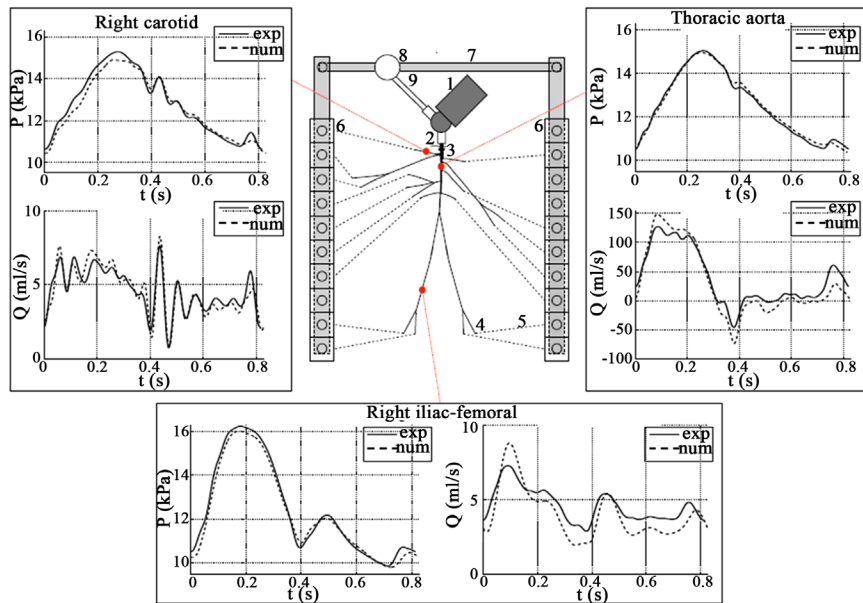 Right carotid
exp
num
P (kPa)
16
14
12
10
0 0.2 0.4 0.6 0.8
t (s)
exp
num
Q (ml/s)
10
5
0
0 0.2 0.4 0.6 0.8
t (s)
8 7
9 1
6 2 3 6
4 5
Thoracic aorta
exp
num
P (kPa)
16
14
12
10
0 0.2 0.4 0.6 0.8
t (s)
exp
num
Q (ml/s)
150
100
50
0
-50
-100
0 0.2 0.4 0.6 0.8
t (s)
Right iliac-femoral
exp
num
P (kPa)
16
14
12
10
0 0.2 0.4 0.6 0.8
t (s)
exp
num
Q (ml/s)
10
5
0
0 0.2 0.4 0.6 0.8
t (s)